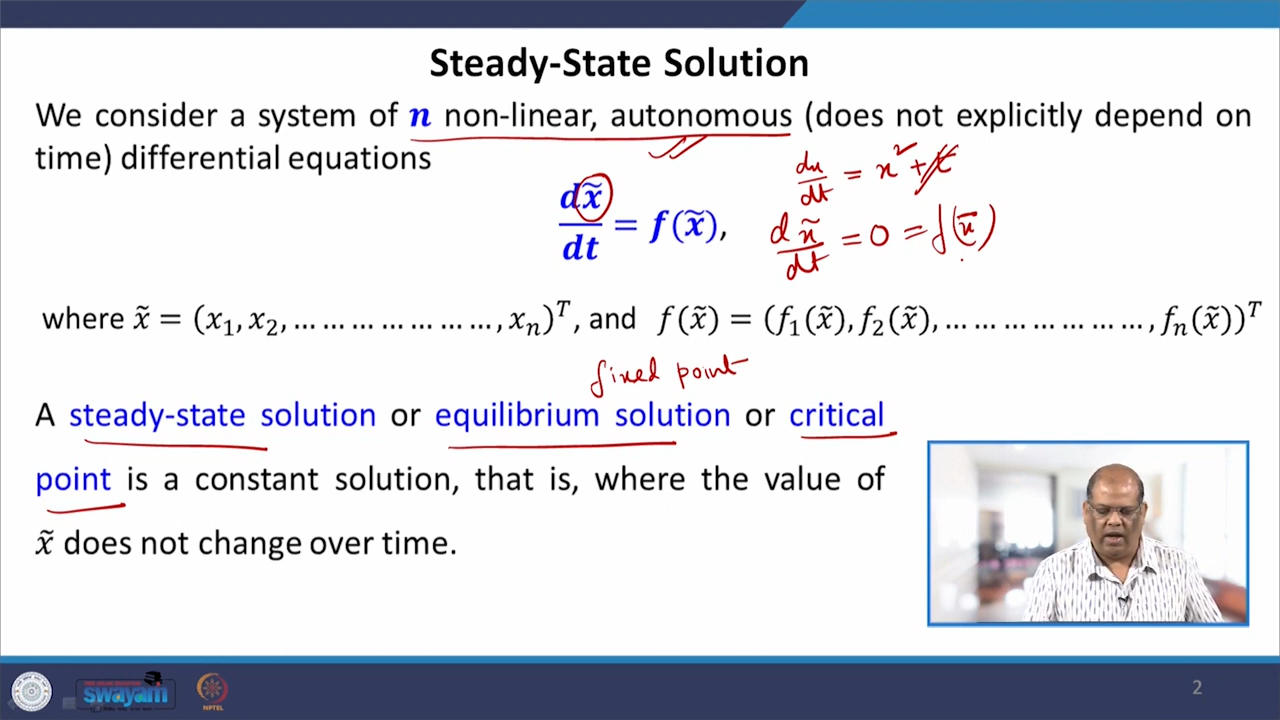 Steady-State Solution
We consider a system of n non-linear, autonomous (does not explicitly depend on
time) differential equations
dx̃/dt = f(x̃),
dx/dt = x² + t
dx̃/dt = 0 = f(x̃)
where x̃ = (x₁, x₂, … … … … … … …, xₙ)ᵀ, and f(x̃) = (f₁(x̃), f₂(x̃), … … … … … … …, fₙ(x̃))ᵀ
fixed point
A steady-state solution or equilibrium solution or critical
point is a constant solution, that is, where the value of
x̃ does not change over time.
swayam
NPTEL
2